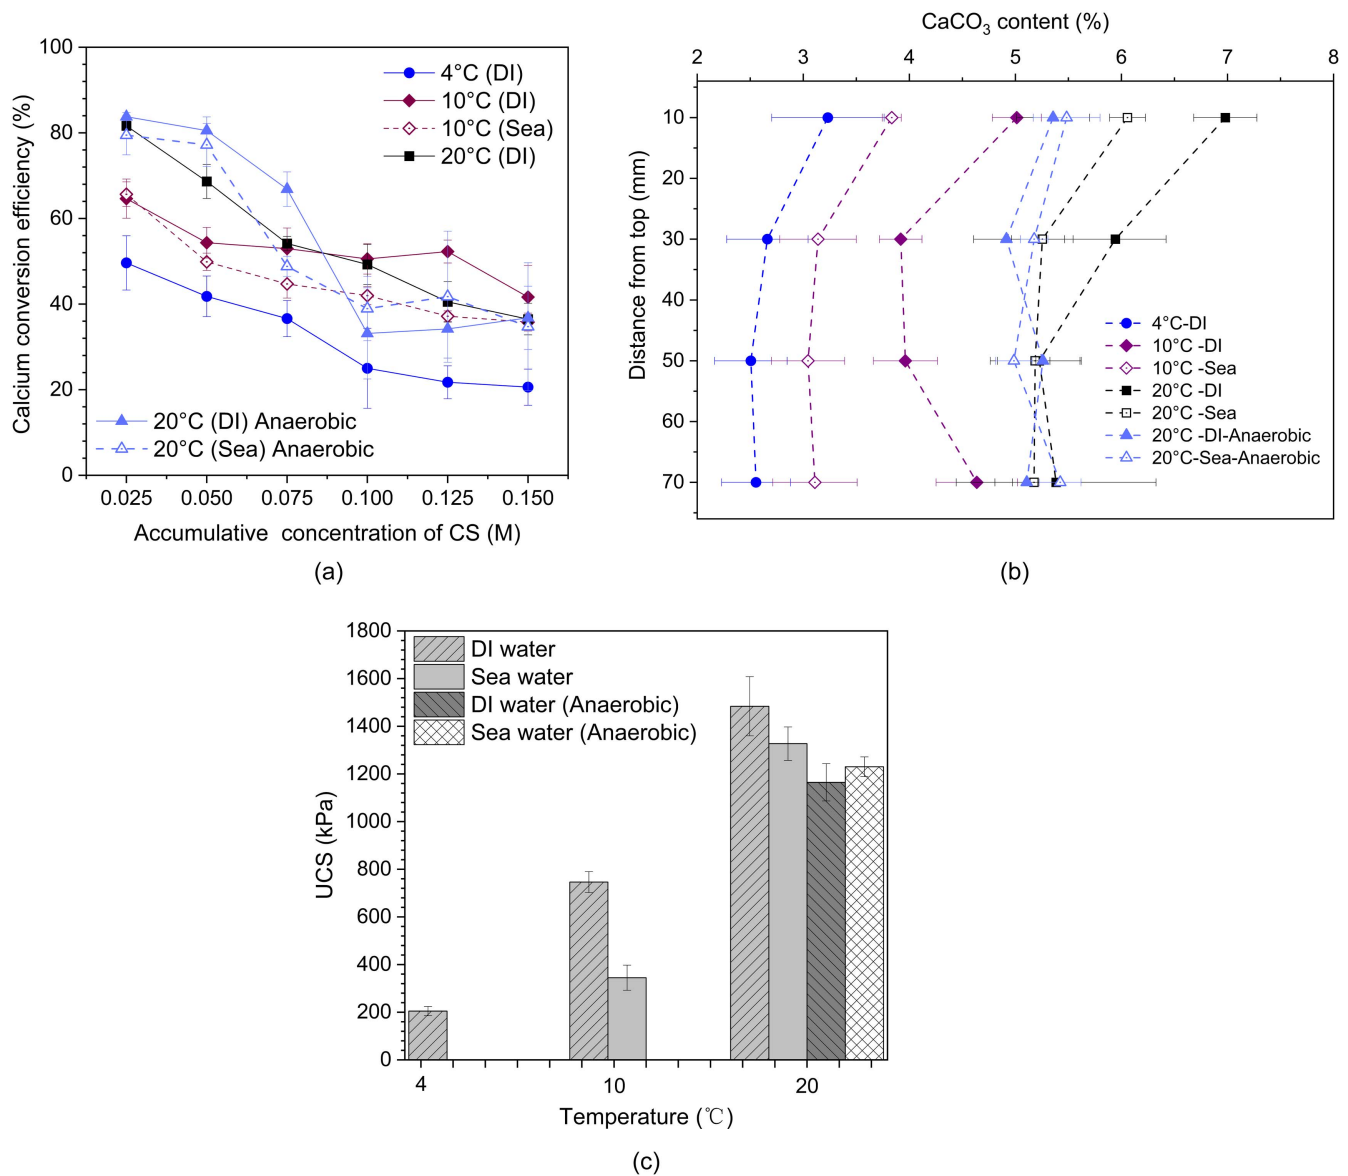 100
80
60
40
20
0
Calcium conversion efficiency (%)
4°C (DI)
10°C (DI)
10°C (Sea)
20°C (DI)
20°C (DI) Anaerobic
20°C (Sea) Anaerobic
0.025 0.050 0.075 0.100 0.125 0.150
Accumulative concentration of CS (M)
(a)
CaCO₃ content (%)
2 3 4 5 6 7 8
10
20
30
40
50
60
70
Distance from top (mm)
4°C-DI
10°C -DI
10°C -Sea
20°C -DI
20°C -Sea
20°C -DI-Anaerobic
20°C-Sea-Anaerobic
(b)
1800
1600
1400
1200
1000
800
600
400
200
0
UCS (kPa)
DI water
Sea water
DI water (Anaerobic)
Sea water (Anaerobic)
4 10 20
Temperature (℃)
(c)